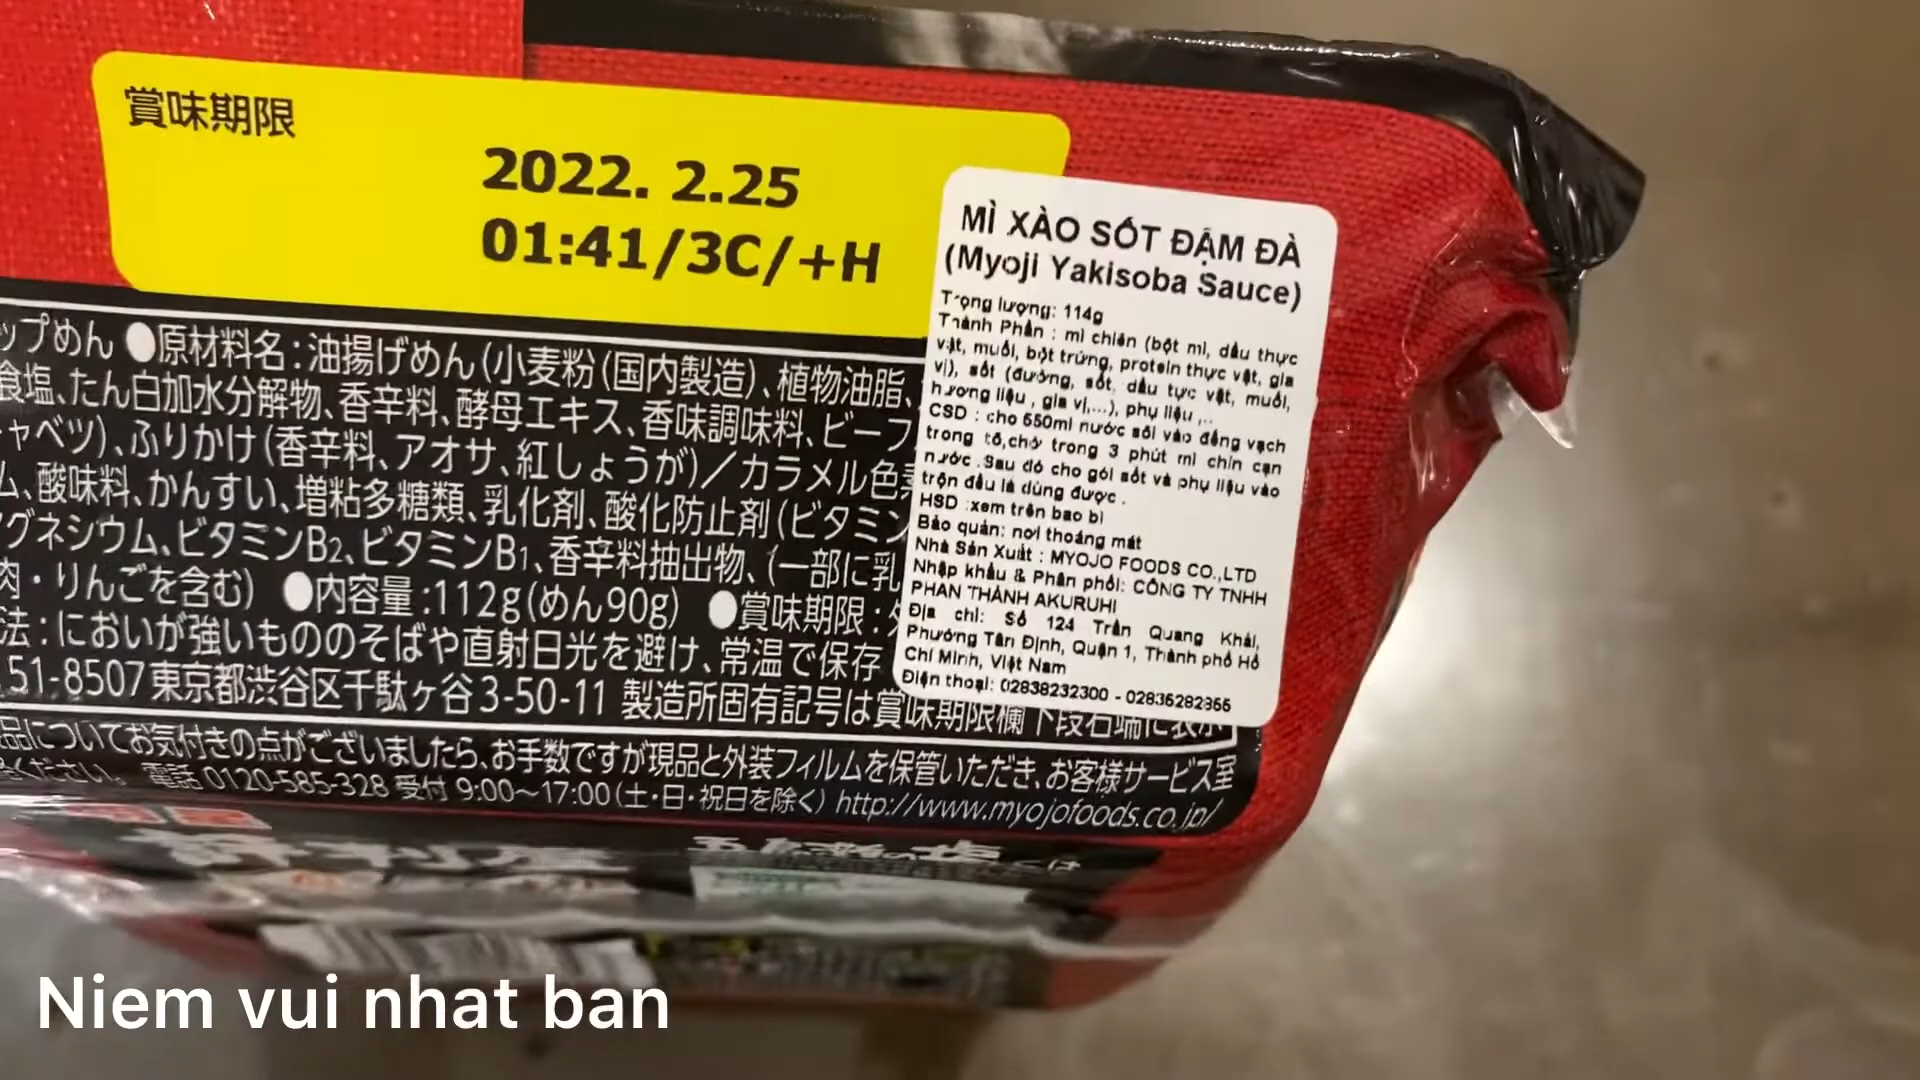 賞味期限
2022. 2.25
01:41/3C/+H
ップめん ●原材料名:油揚げめん(小麦粉(国内製造)、植物油脂、
食塩、たん白加水分解物、香辛料、酵母エキス、香味調味料、ビーフ
ャベツ)、ふりかけ(香辛料、アオサ、紅しょうが)/カラメル色素
ム、酸味料、かんすい、増粘多糖類、乳化剤、酸化防止剤(ビタミン
グネシウム、ビタミンB2、ビタミンB1、香辛料抽出物、(一部に乳
肉・りんごを含む) ●内容量:112g(めん90g) ●賞味期限:
法:においが強いもののそばや直射日光を避け、常温で保存
51-8507東京都渋谷区千駄ヶ谷3-50-11 製造所固有記号は賞味期限欄下段右端に表示
品についてお気付きの点がございましたら、お手数ですが現品と外装フィルムを保管いただき、お客様サービス室
ください。 電話 0120-585-328 受付 9:00~17:00(土・日・祝日を除く) http://www.myojofoods.co.jp/
MÌ XÀO SỐT ĐẬM ĐÀ
(Myoji Yakisoba Sauce)
Trọng lượng: 114g
Thành Phần : mì chiên (bột mì, dầu thực
vật, muối, bột trứng, protein thực vật, gia
vị), sốt (đường, sốt, dầu tực vật, muối,
hương liệu , gia vị,...), phụ liệu ,..
CSD : cho 650ml nước sôi vào đếng vạch
trong tô,chờ trong 3 phút mì chín cạn
nước .Sau đó cho gói sốt và phụ liệu vào
trộn đều là dùng được .
HSD :xem trên bao bì
Bảo quản: nơi thoáng mát
Nhà Sản Xuất : MYOJO FOODS CO.,LTD
Nhập khẩu & Phân phối: CÔNG TY TNHH
PHAN THÀNH AKURUHI
Địa chỉ: Số 124 Trần Quang Khải,
Phường Tân Định, Quận 1, Thành phố Hồ
Chí Minh, Việt Nam
Điện thoại: 02838232300 - 02836282366
Niem vui nhat ban